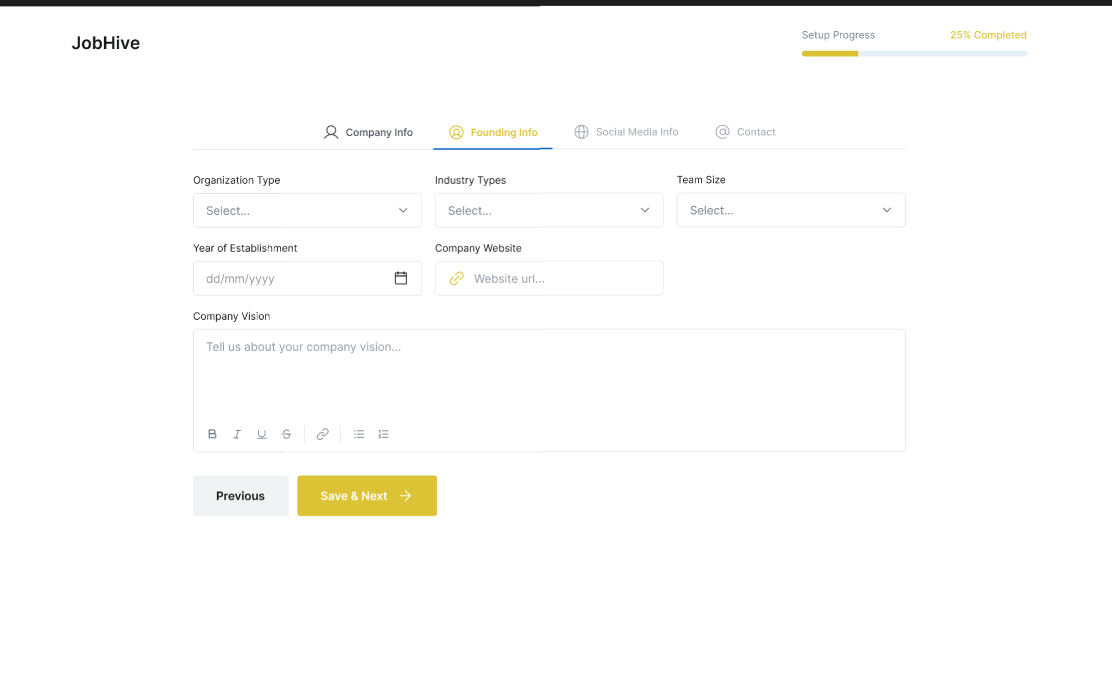 JobHive
Setup Progress 25% Completed
Company Info Founding Info Social Media Info Contact
Organization Type Industry Types Team Size
Select... Select... Select...
Year of Establishment Company Website
dd/mm/yyyy Website url...
Company Vision
Tell us about your company vision...
B I U S
Previous Save & Next